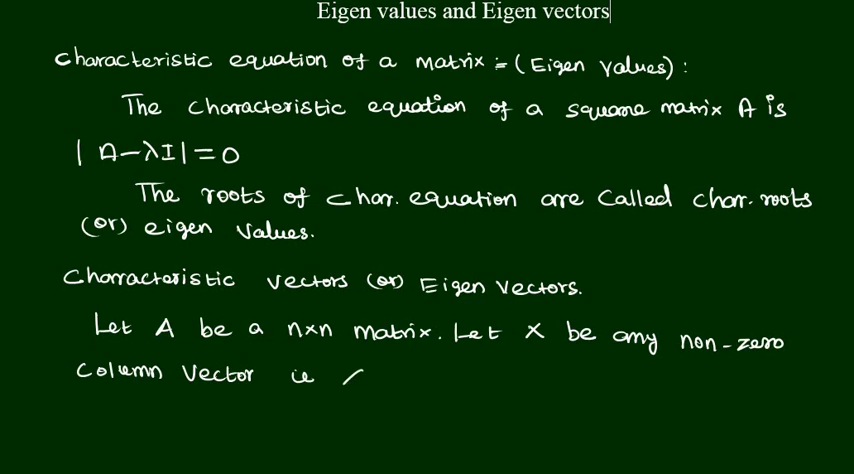 Eigen values and Eigen vectors
Characteristic equation of a matrix :- (Eigen values) :
The characteristic equation of a square matrix A is
|A-λI|=0
The roots of char. equation are called char. roots
(or) eigen values.
Characteristic vectors (or) Eigen vectors.
Let A be a n×n matrix. Let X be any non-zero
column vector ie (